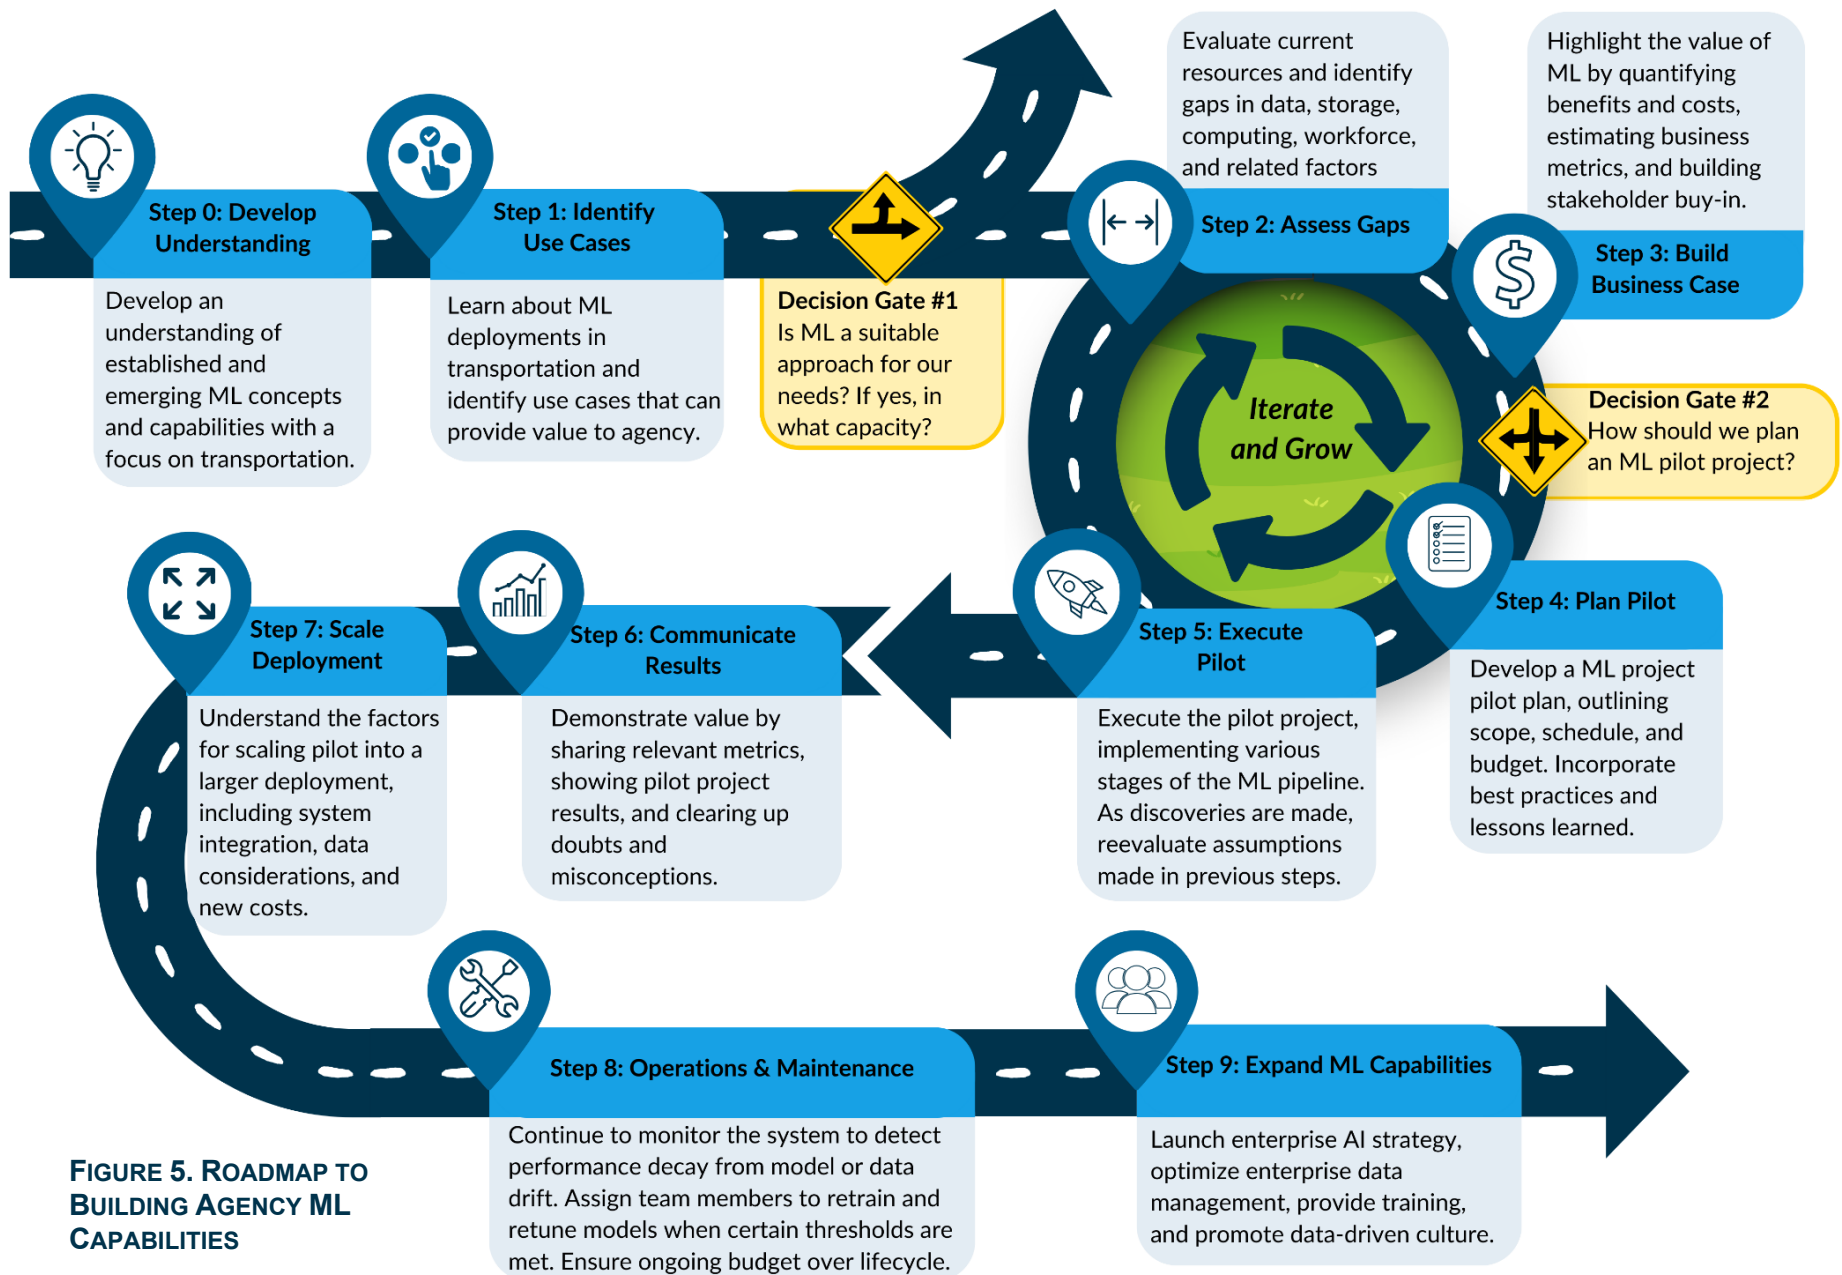 Step 0: Develop
Understanding
Develop an
understanding of
established and
emerging ML concepts
and capabilities with a
focus on transportation.
Step 1: Identify
Use Cases
Learn about ML
deployments in
transportation and
identify use cases that can
provide value to agency.
Decision Gate #1
Is ML a suitable
approach for our
needs? If yes, in
what capacity?
Evaluate current
resources and identify
gaps in data, storage,
computing, workforce,
and related factors
Step 2: Assess Gaps
Highlight the value of
ML by quantifying
benefits and costs,
estimating business
metrics, and building
stakeholder buy-in.
Step 3: Build
Business Case
Decision Gate #2
How should we plan
an ML pilot project?
Iterate
and Grow
Step 4: Plan Pilot
Develop a ML project
pilot plan, outlining
scope, schedule, and
budget. Incorporate
best practices and
lessons learned.
Step 5: Execute
Pilot
Execute the pilot project,
implementing various
stages of the ML pipeline.
As discoveries are made,
reevaluate assumptions
made in previous steps.
Step 6: Communicate
Results
Demonstrate value by
sharing relevant metrics,
showing pilot project
results, and clearing up
doubts and
misconceptions.
Step 7: Scale
Deployment
Understand the factors
for scaling pilot into a
larger deployment,
including system
integration, data
considerations, and
new costs.
Step 8: Operations & Maintenance
Continue to monitor the system to detect
performance decay from model or data
drift. Assign team members to retrain and
retune models when certain thresholds are
met. Ensure ongoing budget over lifecycle.
Step 9: Expand ML Capabilities
Launch enterprise AI strategy,
optimize enterprise data
management, provide training,
and promote data-driven culture.
FIGURE 5. ROADMAP TO
BUILDING AGENCY ML
CAPABILITIES